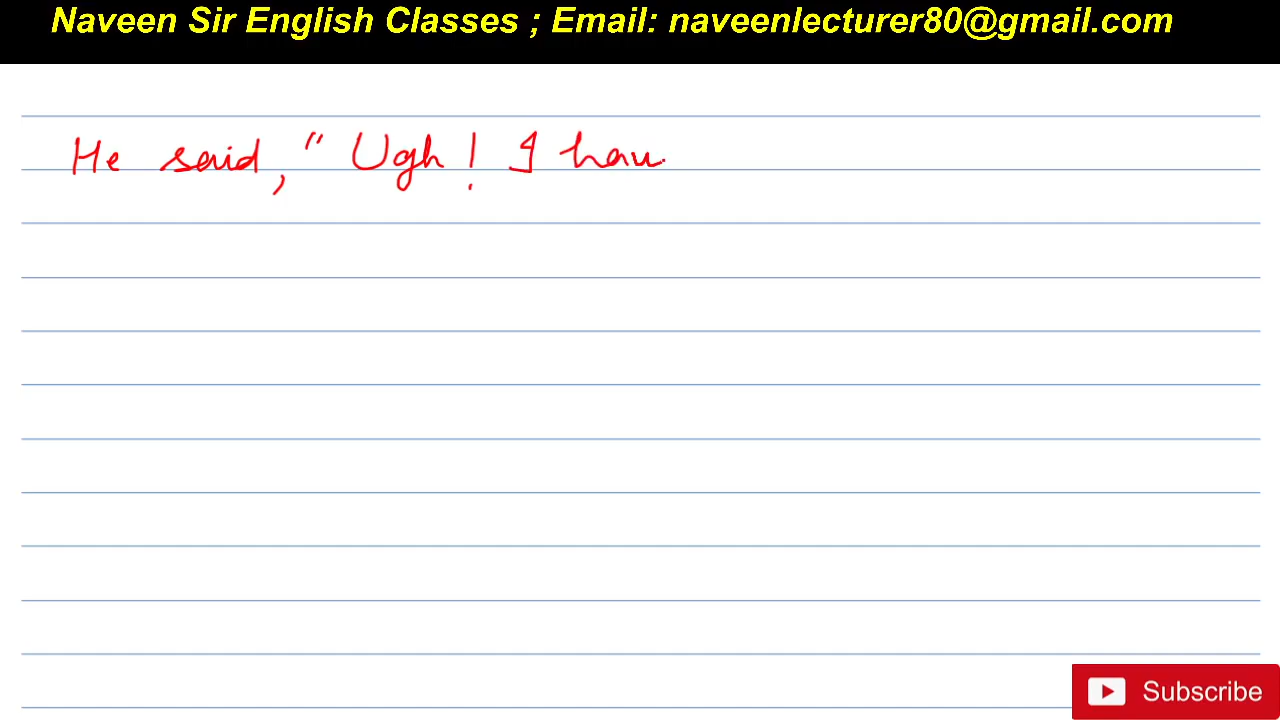 Naveen Sir English Classes ; Email: naveenlecturer80@gmail.com
He said, " Ugh! I hav
Subscribe